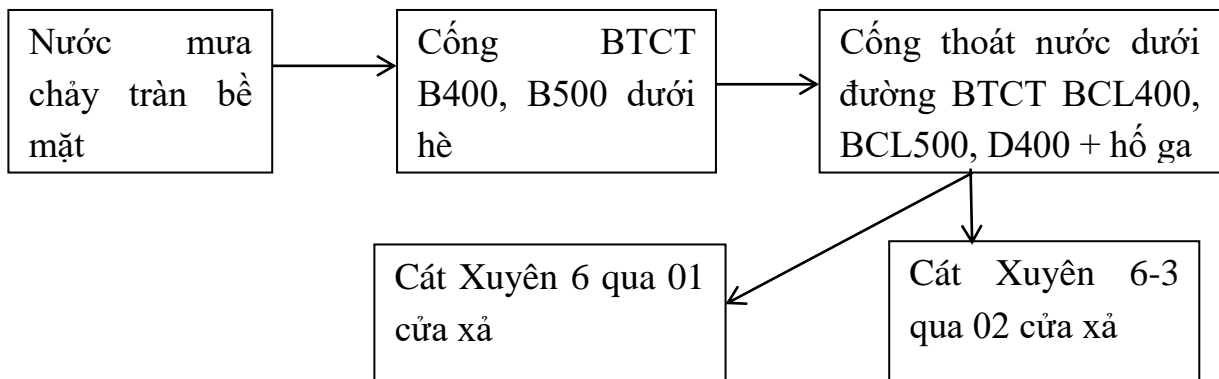 Nước mưa
chảy tràn bề
mặt
Cống BTCT
B400, B500 dưới
hè
Cống thoát nước dưới
đường BTCT BCL400,
BCL500, D400 + hố ga
Cát Xuyên 6 qua 01
cửa xả
Cát Xuyên 6-3
qua 02 cửa xả